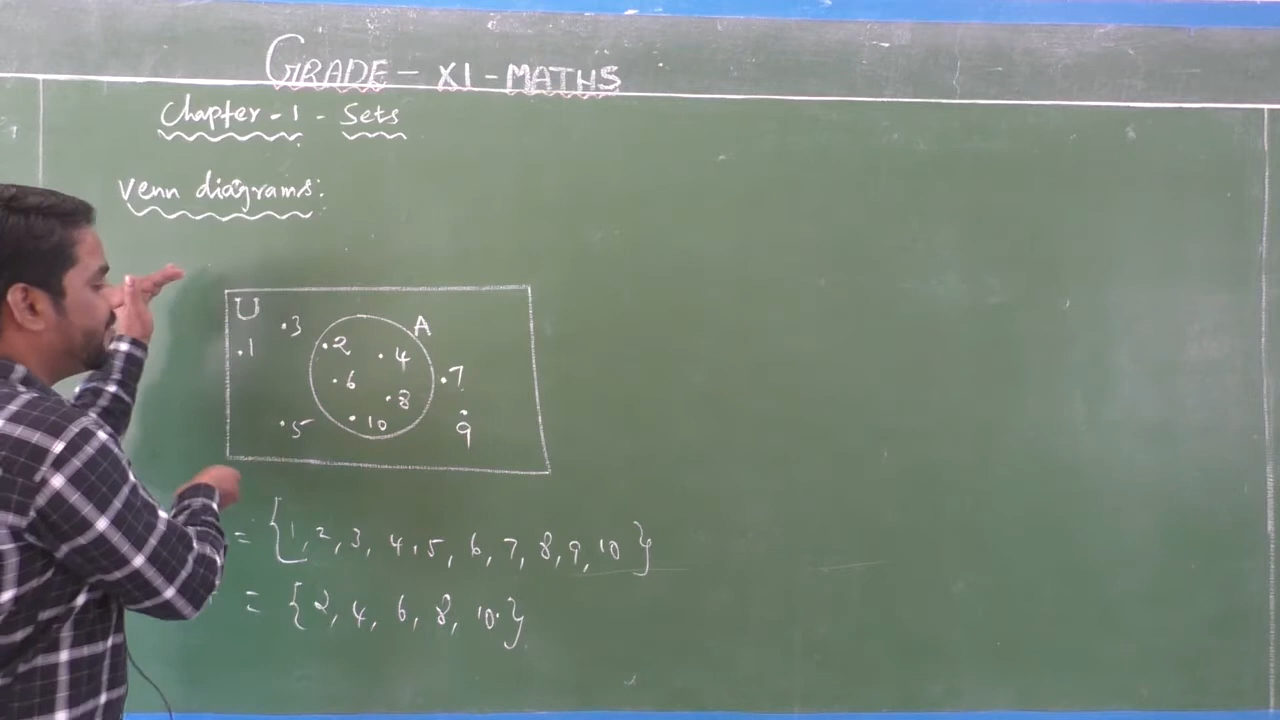 GRADE - XI - MATHS
Chapter - 1 - Sets
Venn diagrams:
U
A
.3
.2
.1
.4
.7
.6
.8
.10
.9
.5
= {1, 2, 3, 4, 5, 6, 7, 8, 9, 10}
= {2, 4, 6, 8, 10}